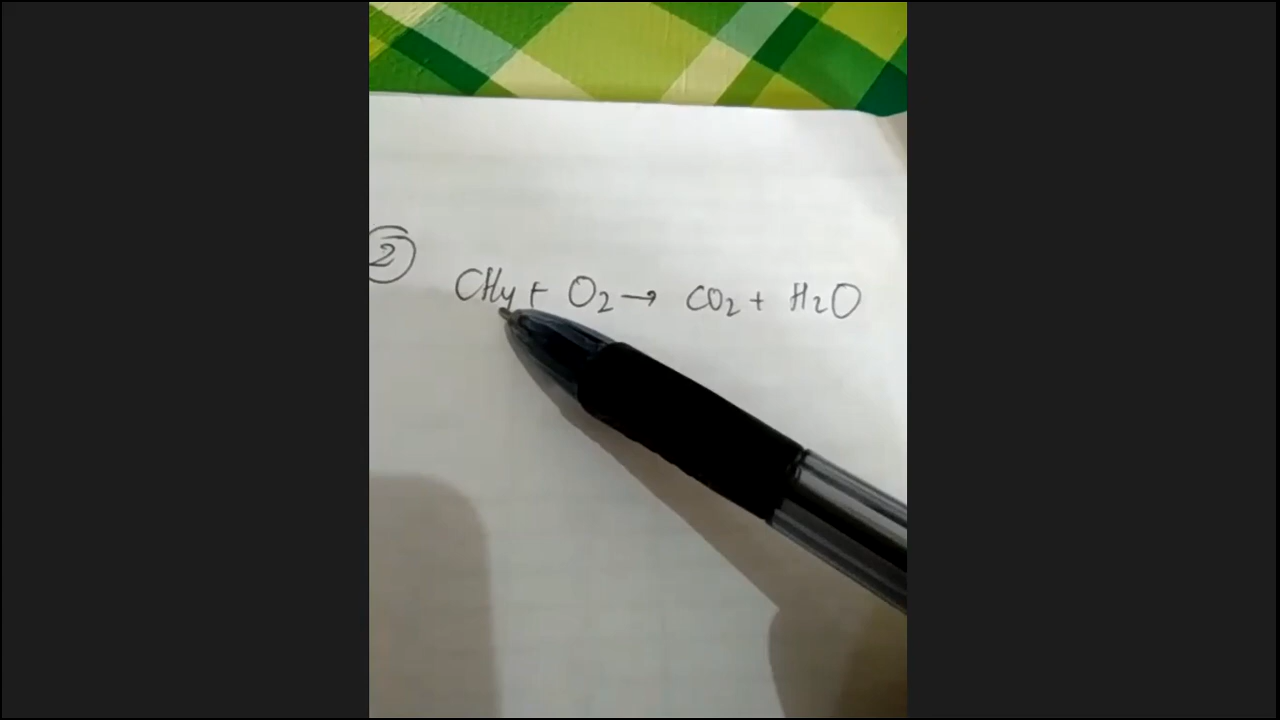 ② CH4 + O2 → CO2 + H2O